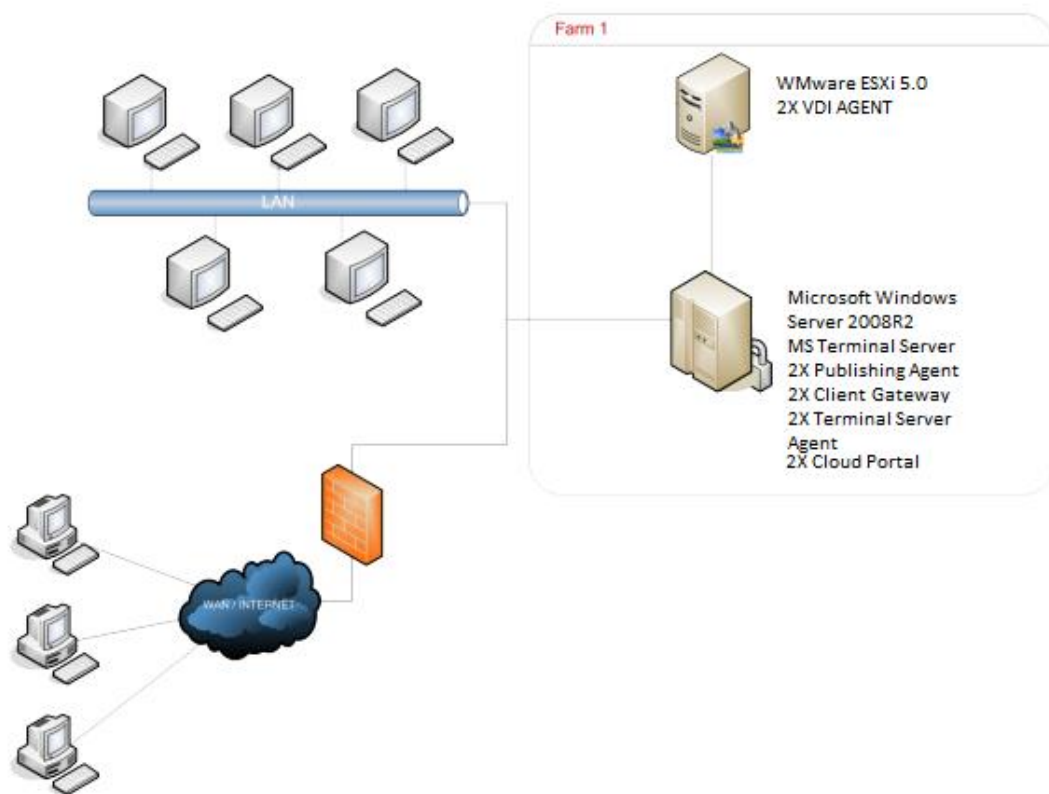 Farm 1
WMware ESXi 5.0
2X VDI AGENT
LAN
Microsoft Windows
Server 2008R2
MS Terminal Server
2X Publishing Agent
2X Client Gateway
2X Terminal Server
Agent
2X Cloud Portal
WAN / INTERNET